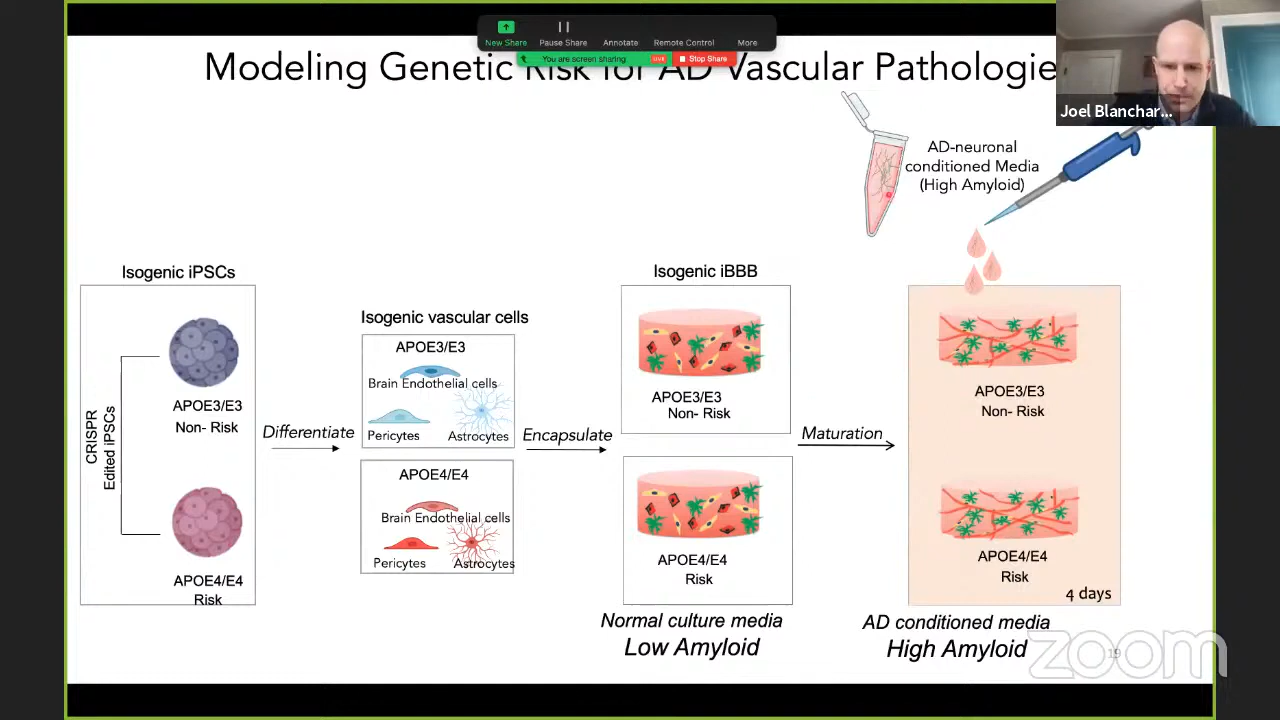 New Share
Pause Share
Annotate
Remote Control
More
You are screen sharing
LIVE
Stop Share
Modeling Genetic Risk for AD Vascular Pathologie
Joel Blanchar...
AD-neuronal
conditioned Media
(High Amyloid)
Isogenic iPSCs
CRISPR
Edited iPSCs
APOE3/E3
Non- Risk
APOE4/E4
Risk
Differentiate
Isogenic vascular cells
APOE3/E3
Brain Endothelial cells
Pericytes
Astrocytes
APOE4/E4
Brain Endothelial cells
Pericytes
Astrocytes
Encapsulate
Isogenic iBBB
APOE3/E3
Non- Risk
APOE4/E4
Risk
Normal culture media
Low Amyloid
Maturation
APOE3/E3
Non- Risk
APOE4/E4
Risk
4 days
AD conditioned media
High Amyloid
19
zoom